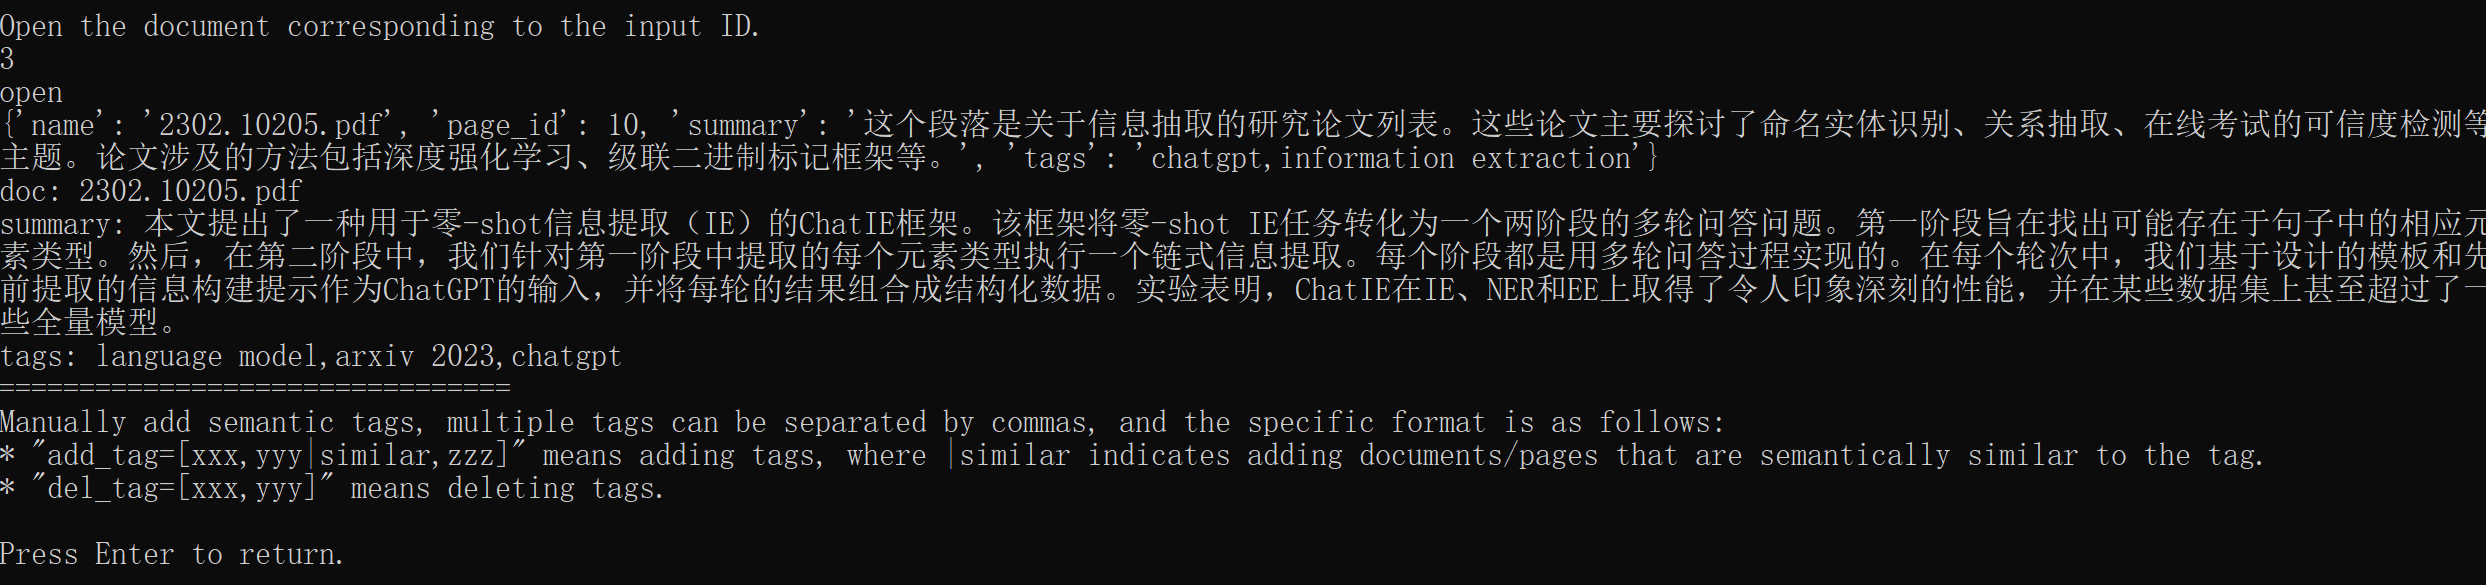 Open the document corresponding to the input ID.
3
open
{'name': '2302.10205.pdf', 'page_id': 10, 'summary': '这个段落是关于信息抽取的研究论文列表。这些论文主要探讨了命名实体识别、关系抽取、在线考试的可信度检测等
主题。论文涉及的方法包括深度强化学习、级联二进制标记框架等。', 'tags': 'chatgpt,information extraction'}
doc: 2302.10205.pdf
summary: 本文提出了一种用于零-shot信息提取（IE）的ChatIE框架。该框架将零-shot IE任务转化为一个两阶段的多轮问答问题。第一阶段旨在找出可能存在于句子中的相应元
素类型。然后，在第二阶段中，我们针对第一阶段中提取的每个元素类型执行一个链式信息提取。每个阶段都是用多轮问答过程实现的。在每个轮次中，我们基于设计的模板和先
前提取的信息构建提示作为ChatGPT的输入，并将每轮的结果组合成结构化数据。实验表明，ChatIE在IE、NER和EE上取得了令人印象深刻的性能，并在某些数据集上甚至超过了一
些全量模型。
tags: language model,arxiv 2023,chatgpt
================================
Manually add semantic tags, multiple tags can be separated by commas, and the specific format is as follows:
* "add_tag=[xxx,yyy|similar,zzz]" means adding tags, where |similar indicates adding documents/pages that are semantically similar to the tag.
* "del_tag=[xxx,yyy]" means deleting tags.
Press Enter to return.